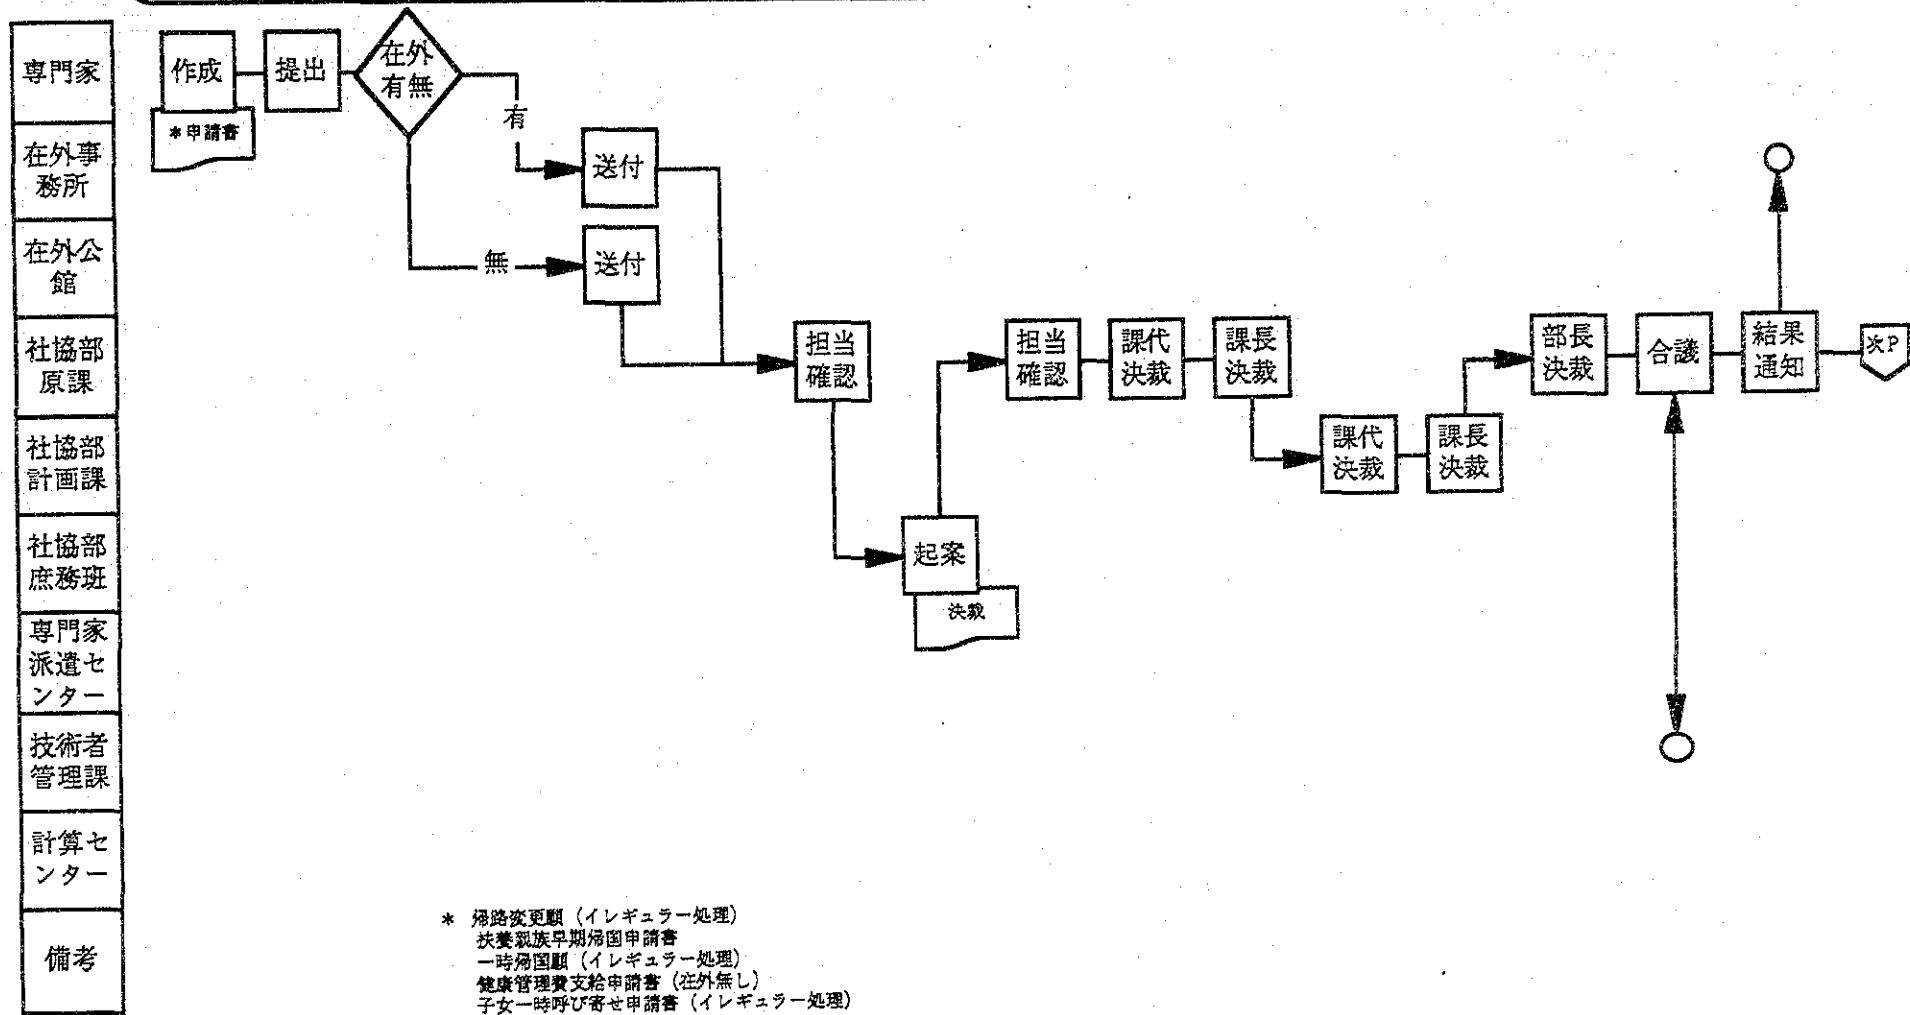 専門家
在外事
務所
在外公
館
社協部
原課
社協部
計画課
社協部
庶務班
専門家
派遣セ
ンター
技術者
管理課
計算セ
ンター
備考
作成
*申請書
提出
在外
有無
有
無
送付
送付
担当
確認
起案
決裁
担当
確認
課代
決裁
課長
決裁
課代
決裁
課長
決裁
部長
決裁
合議
結果
通知
次P
* 帰路変更願（イレギュラー処理）
扶養親族早期帰国申請書
一時帰国願（イレギュラー処理）
健康管理費支給申請書（在外無し）
子女一時呼び寄せ申請書（イレギュラー処理）